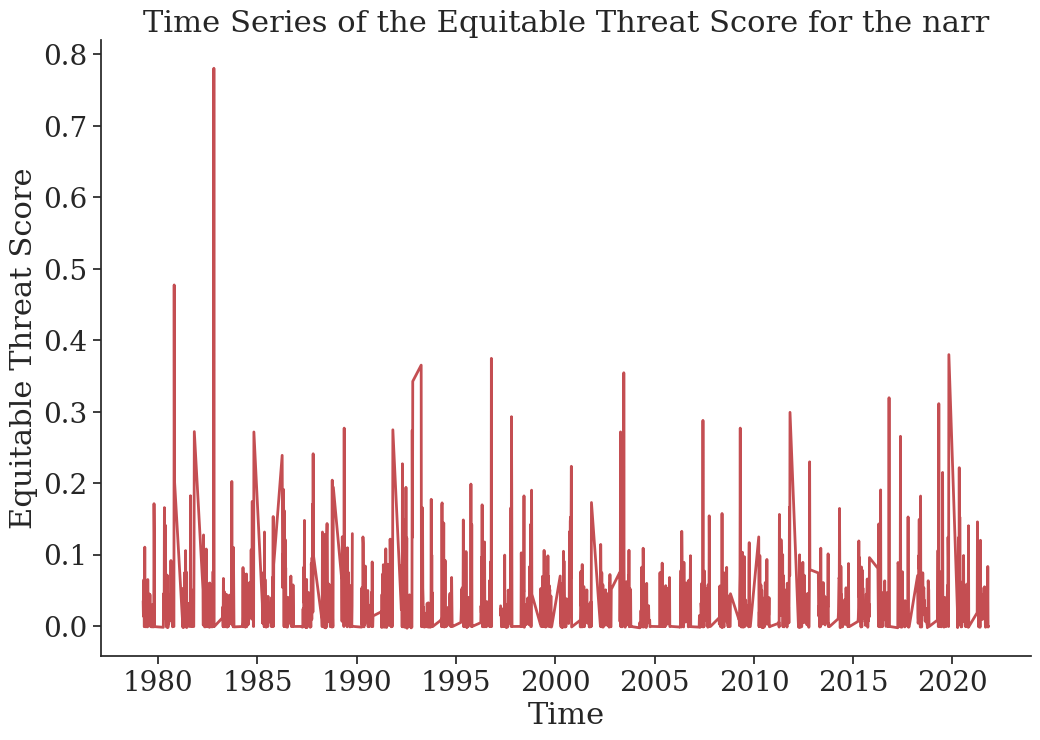 Time Series of the Equitable Threat Score for the narr
Equitable Threat Score
0.8
0.7
0.6
0.5
0.4
0.3
0.2
0.1
0.0
1980 1985 1990 1995 2000 2005 2010 2015 2020
Time